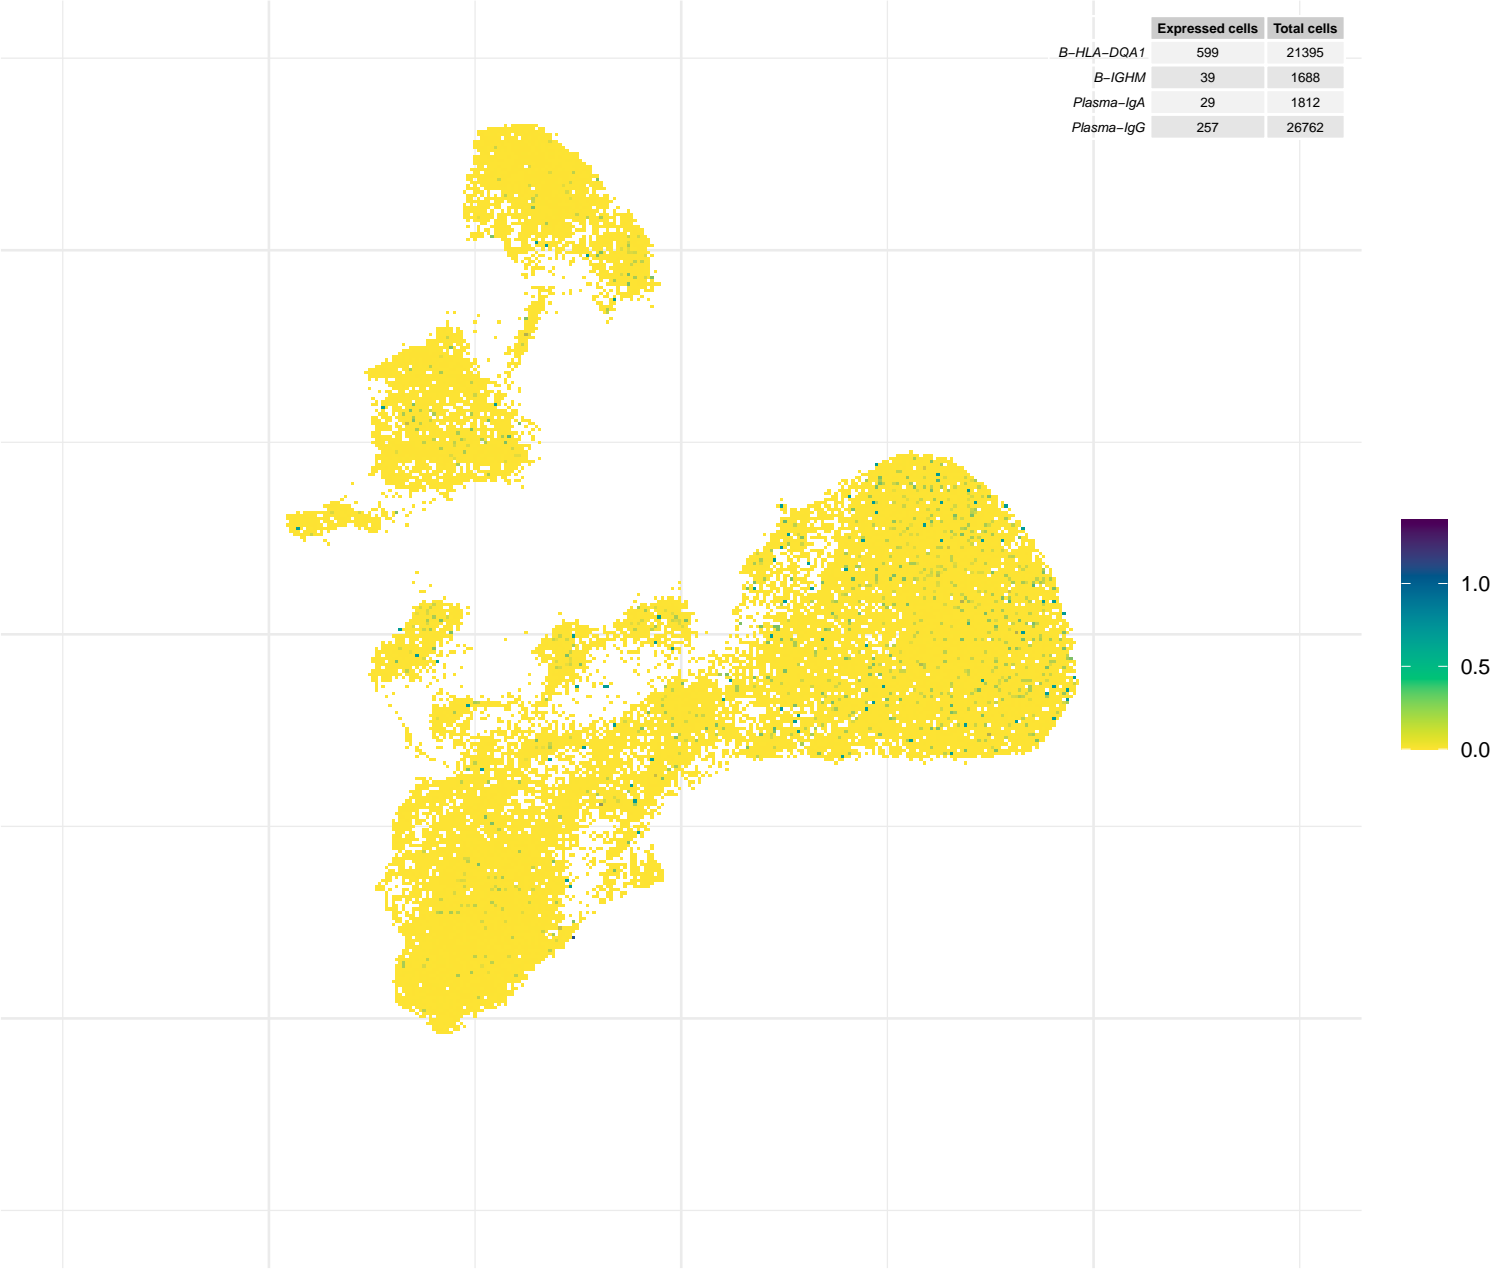 Expressed cells Total cells
B−HLA−DQA1 599 21395
B−IGHM 39 1688
Plasma−IgA 29 1812
Plasma−IgG 257 26762
1.0
0.5
0.0